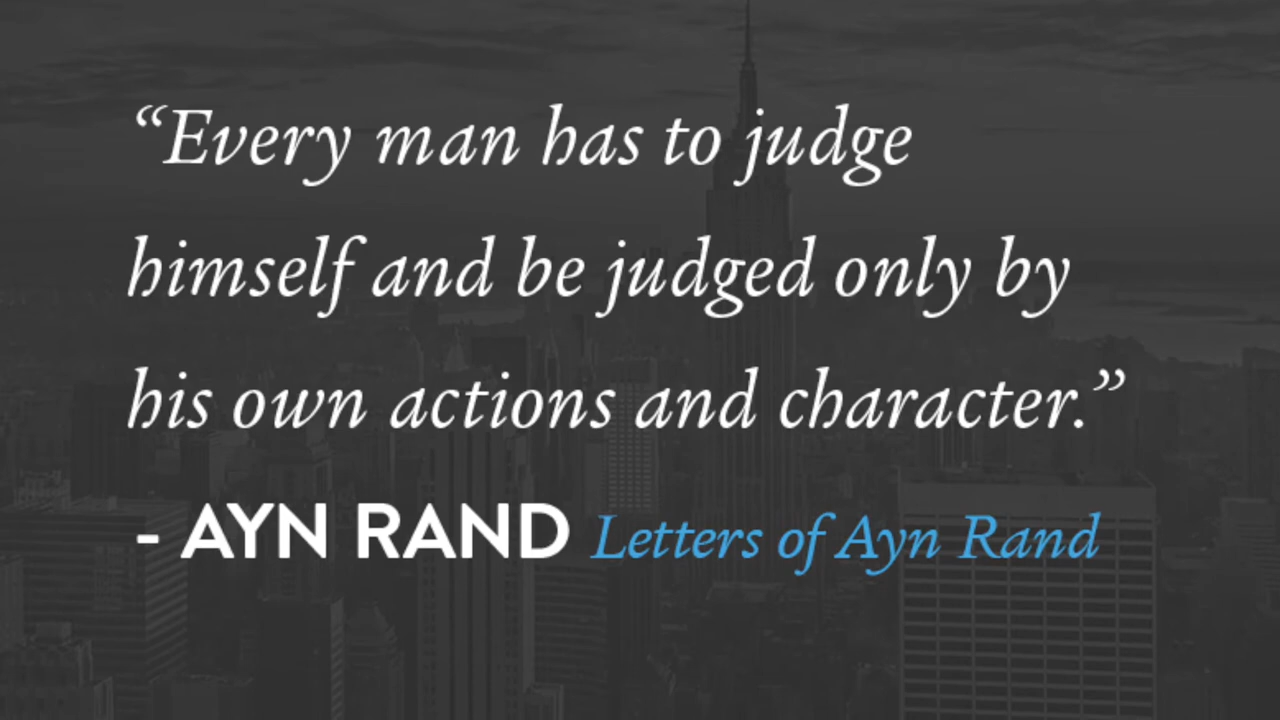 “Every man has to judge
himself and be judged only by
his own actions and character.”
- AYN RAND Letters of Ayn Rand